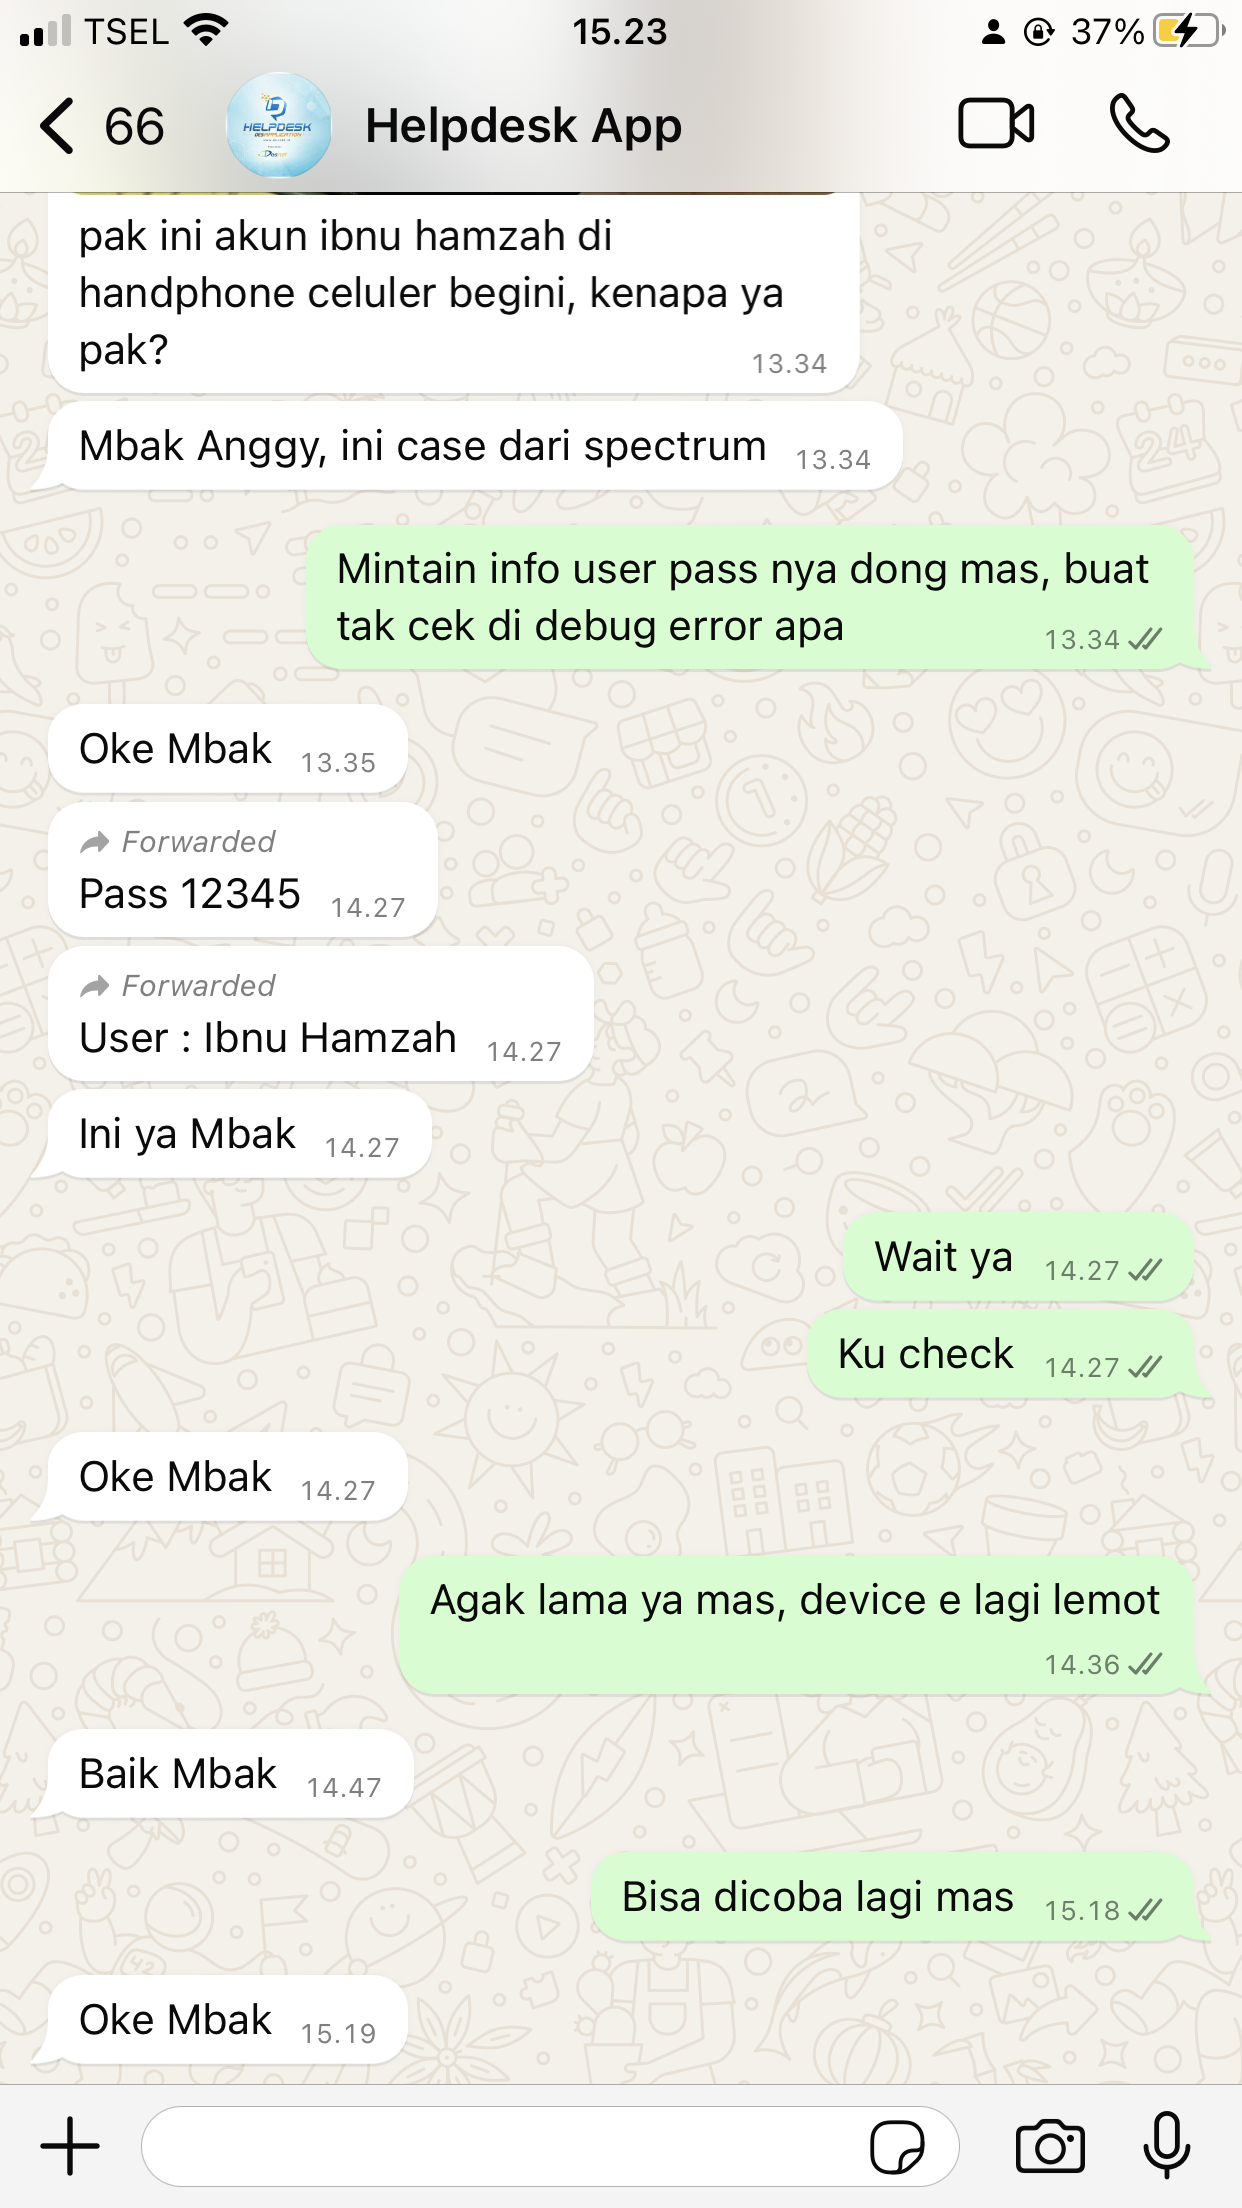 TSEL 15.23 37%
66 HELPDESK Helpdesk App
pak ini akun ibnu hamzah di
handphone celuler begini, kenapa ya
pak? 13.34
Mbak Anggy, ini case dari spectrum 13.34
Mintain info user pass nya dong mas, buat
tak cek di debug error apa 13.34
Oke Mbak 13.35
Forwarded
Pass 12345 14.27
Forwarded
User : Ibnu Hamzah 14.27
Ini ya Mbak 14.27
Wait ya 14.27
Ku check 14.27
Oke Mbak 14.27
Agak lama ya mas, device e lagi lemot
14.36
Baik Mbak 14.47
Bisa dicoba lagi mas 15.18
Oke Mbak 15.19